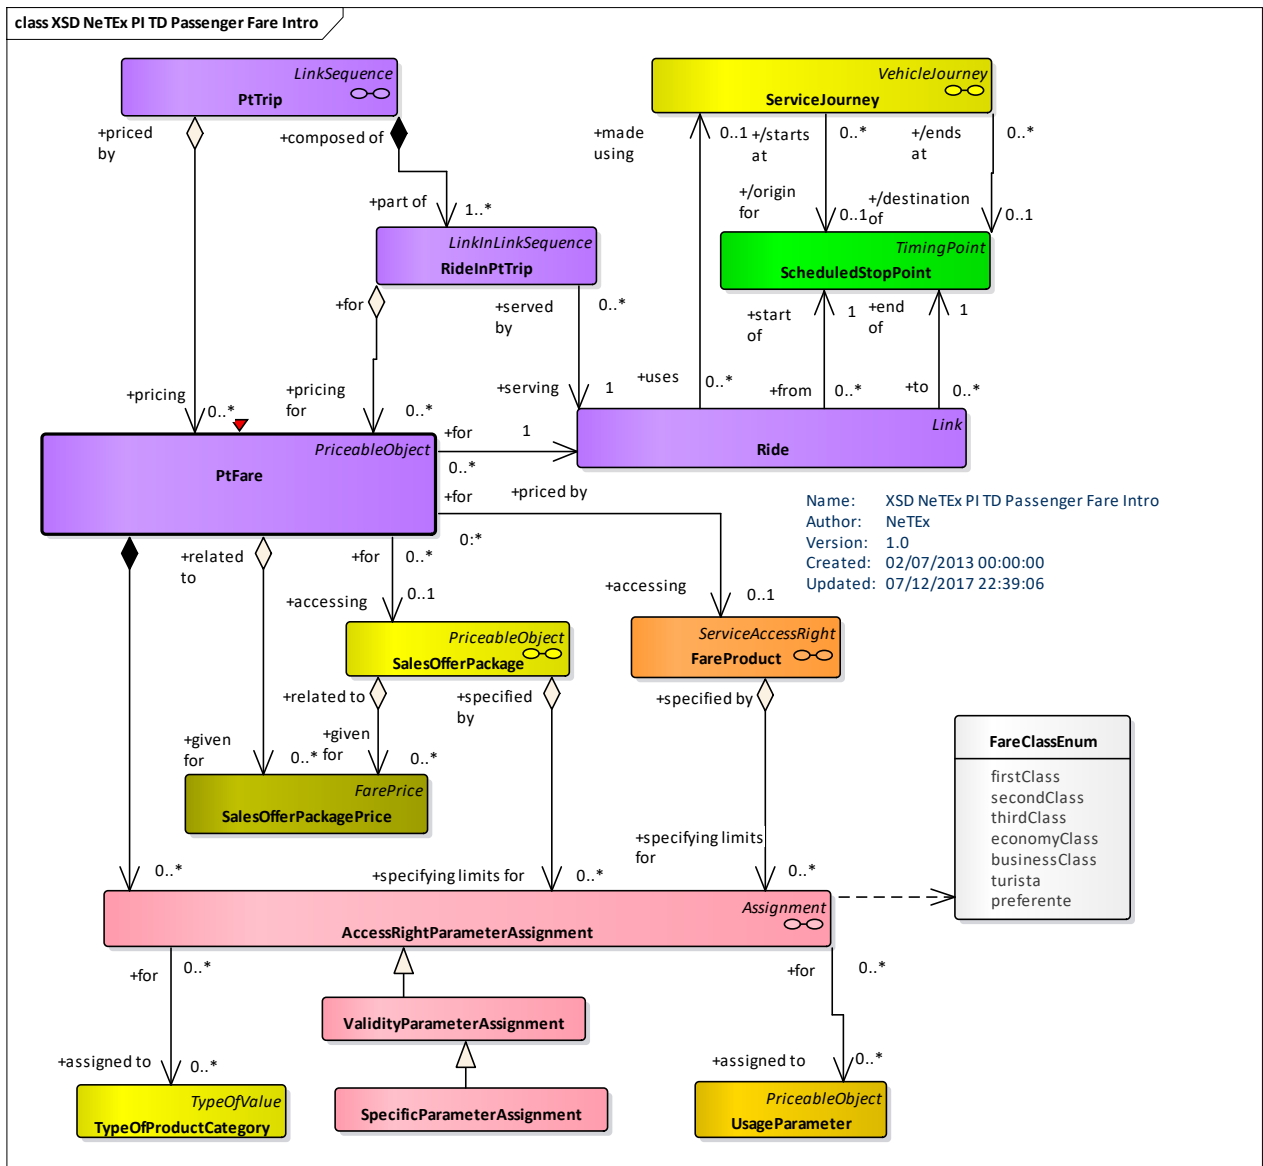 class XSD NeTEx PI TD Passenger Fare Intro
LinkSequence
PtTrip
VehicleJourney
ServiceJourney
+priced
by
+composed of
+made
using
0..1
+/starts
at
0..*
+/ends
at
0..*
+part of
1..*
+/origin
for
0..1
+/destination
of
0..1
LinkInLinkSequence
RideInPtTrip
TimingPoint
ScheduledStopPoint
+for
+served
by
0..*
+start
of
1
+end
of
1
+pricing
0..*
+pricing
for
0..*
+serving
1
+uses
0..*
+from
0..*
+to
0..*
PriceableObject
PtFare
+for
1
0..*
Link
Ride
+for
+priced by
0:*
Name: XSD NeTEx PI TD Passenger Fare Intro
Author: NeTEx
Version: 1.0
Created: 02/07/2013 00:00:00
Updated: 07/12/2017 22:39:06
+related
to
+for
0..*
+accessing
0..1
+accessing
0..1
PriceableObject
SalesOfferPackage
ServiceAccessRight
FareProduct
+related to
+specified
by
+specified by
+given
for
0..*
+given
for
0..*
FarePrice
SalesOfferPackagePrice
FareClassEnum
firstClass
secondClass
thirdClass
economyClass
businessClass
turista
preferente
0..*
+specifying limits for
0..*
+specifying limits
for
0..*
Assignment
AccessRightParameterAssignment
+for
0..*
+for
0..*
ValidityParameterAssignment
+assigned to
0..*
+assigned to
0..*
TypeOfValue
TypeOfProductCategory
SpecificParameterAssignment
PriceableObject
UsageParameter